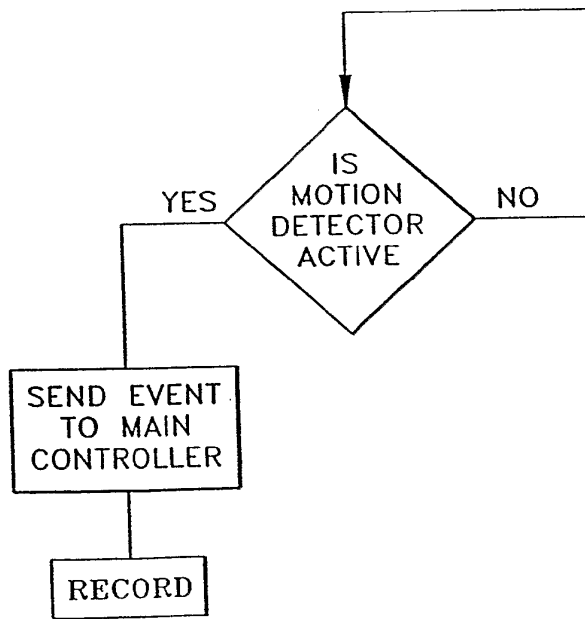 IS
MOTION
DETECTOR
ACTIVE
YES
NO
SEND EVENT
TO MAIN
CONTROLLER
RECORD